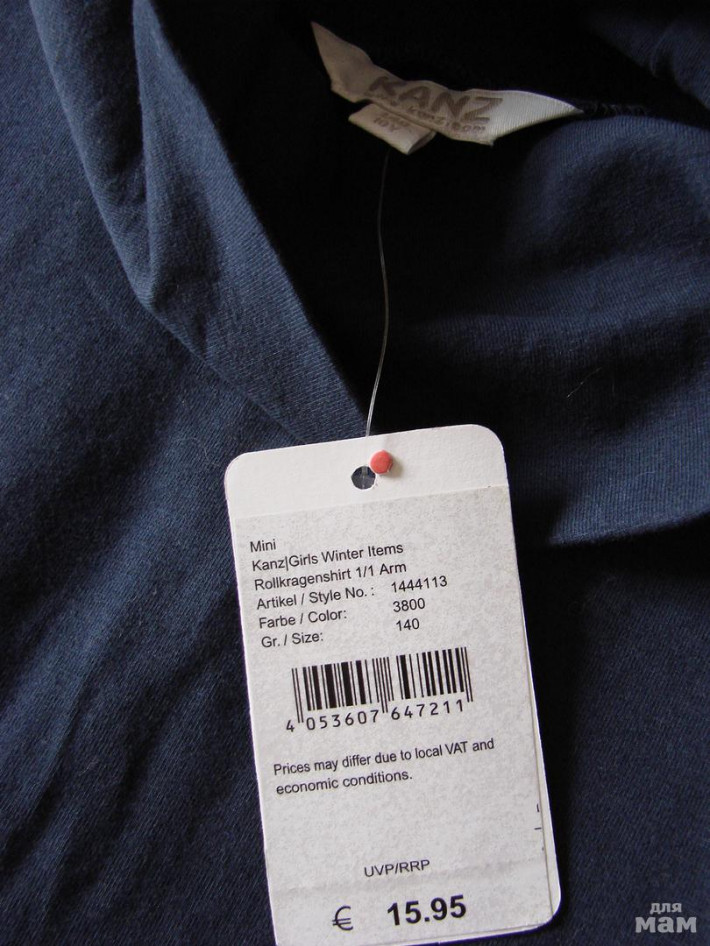 KANZ
Mini
Kanz|Girls Winter Items
Rollkragenshirt 1/1 Arm
Artikel / Style No. : 1444113
Farbe / Color: 3800
Gr. / Size: 140
4 053607 647211
Prices may differ due to local VAT and
economic conditions.
UVP/RRP
€ 15.95
для
мам